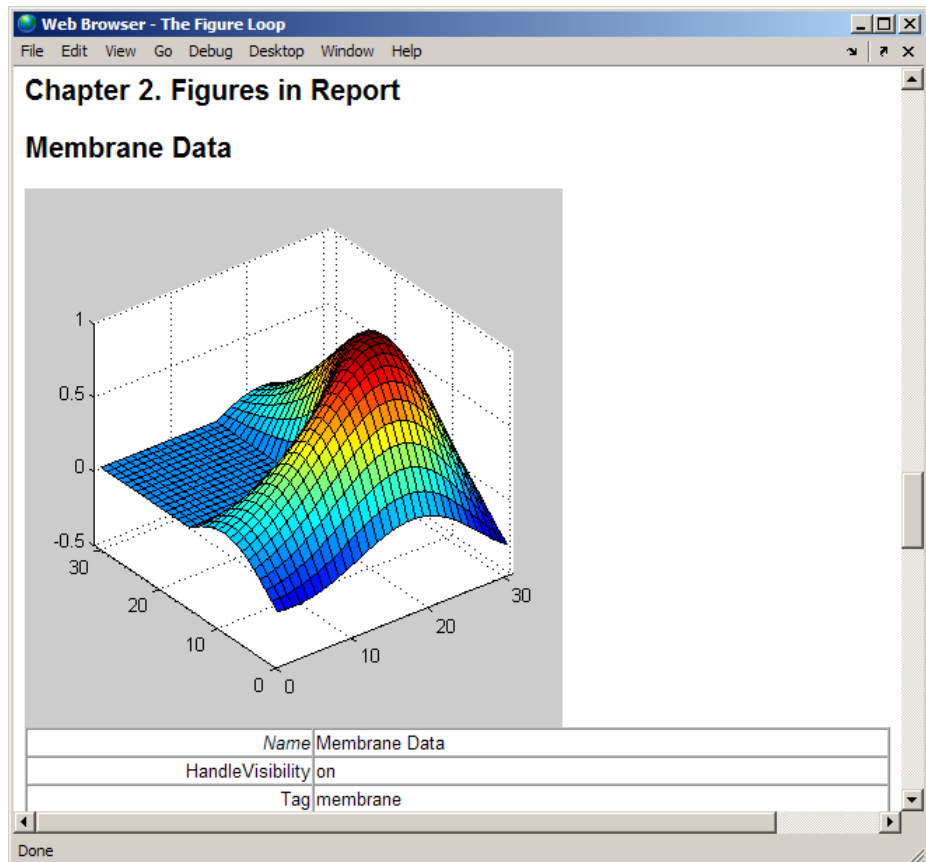 Web Browser - The Figure Loop
File Edit View Go Debug Desktop Window Help
Chapter 2. Figures in Report
Membrane Data
1
0.5
0
-0.5
30
20
10
0 0
10
20
30
Name Membrane Data
HandleVisibility on
Tag membrane
Done